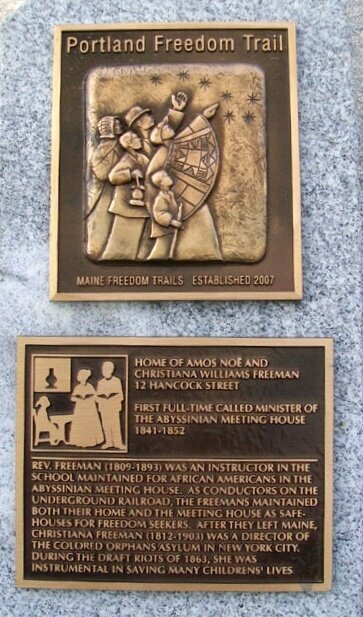 Portland Freedom Trail
MAINE FREEDOM TRAILS ESTABLISHED 2007
HOME OF AMOS NOË AND
CHRISTIANA WILLIAMS FREEMAN
12 HANCOCK STREET
FIRST FULL-TIME CALLED MINISTER OF
THE ABYSSINIAN MEETING HOUSE
1841-1852
REV. FREEMAN (1809-1893) WAS AN INSTRUCTOR IN THE
SCHOOL MAINTAINED FOR AFRICAN AMERICANS IN THE
ABYSSINIAN MEETING HOUSE. AS CONDUCTORS ON THE
UNDERGROUND RAILROAD, THE FREEMANS MAINTAINED
BOTH THEIR HOME AND THE MEETING HOUSE AS SAFE-
HOUSES FOR FREEDOM SEEKERS. AFTER THEY LEFT MAINE,
CHRISTIANA FREEMAN (1812-1903) WAS A DIRECTOR OF
THE COLORED ORPHANS ASYLUM IN NEW YORK CITY.
DURING THE DRAFT RIOTS OF 1863, SHE WAS
INSTRUMENTAL IN SAVING MANY CHILDRENS' LIVES